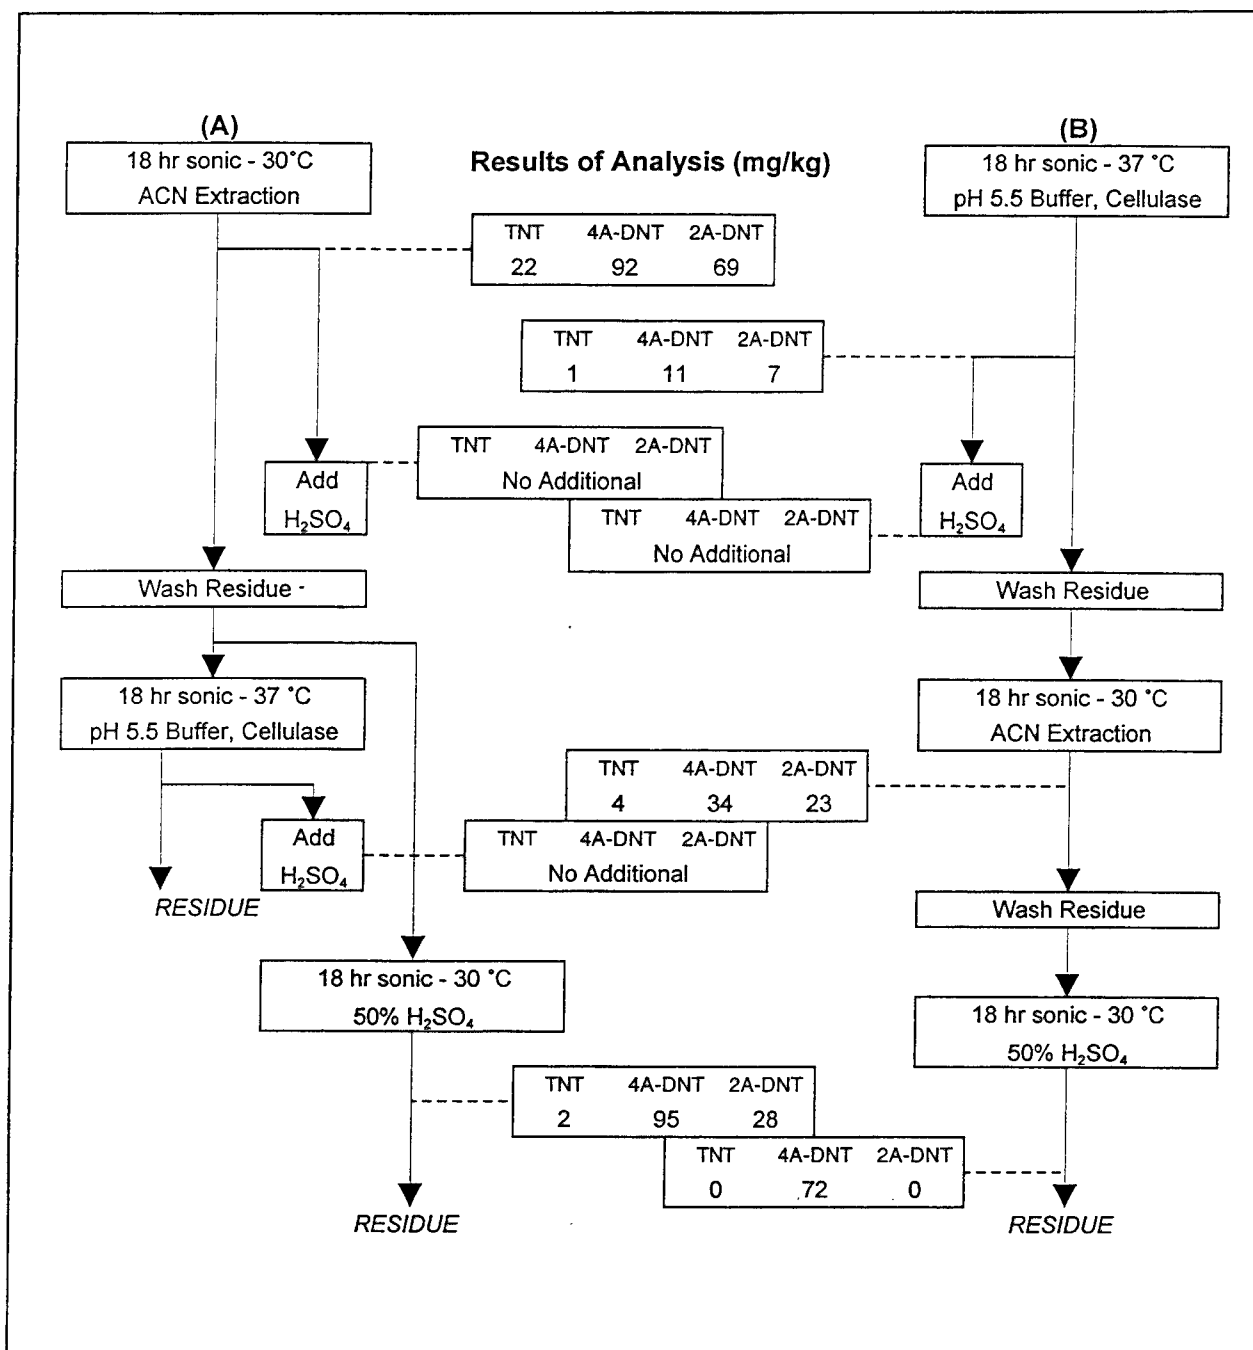 (A)
18 hr sonic - 30°C
ACN Extraction
Results of Analysis (mg/kg)
(B)
18 hr sonic - 37 °C
pH 5.5 Buffer, Cellulase
TNT 4A-DNT 2A-DNT
22 92 69
TNT 4A-DNT 2A-DNT
1 11 7
Add
H₂SO₄
TNT 4A-DNT 2A-DNT
No Additional
TNT 4A-DNT 2A-DNT
No Additional
Add
H₂SO₄
Wash Residue -
Wash Residue
18 hr sonic - 37 °C
pH 5.5 Buffer, Cellulase
18 hr sonic - 30 °C
ACN Extraction
TNT 4A-DNT 2A-DNT
4 34 23
Add
H₂SO₄
TNT 4A-DNT 2A-DNT
No Additional
RESIDUE
Wash Residue
18 hr sonic - 30 °C
50% H₂SO₄
18 hr sonic - 30 °C
50% H₂SO₄
TNT 4A-DNT 2A-DNT
2 95 28
TNT 4A-DNT 2A-DNT
0 72 0
RESIDUE
RESIDUE